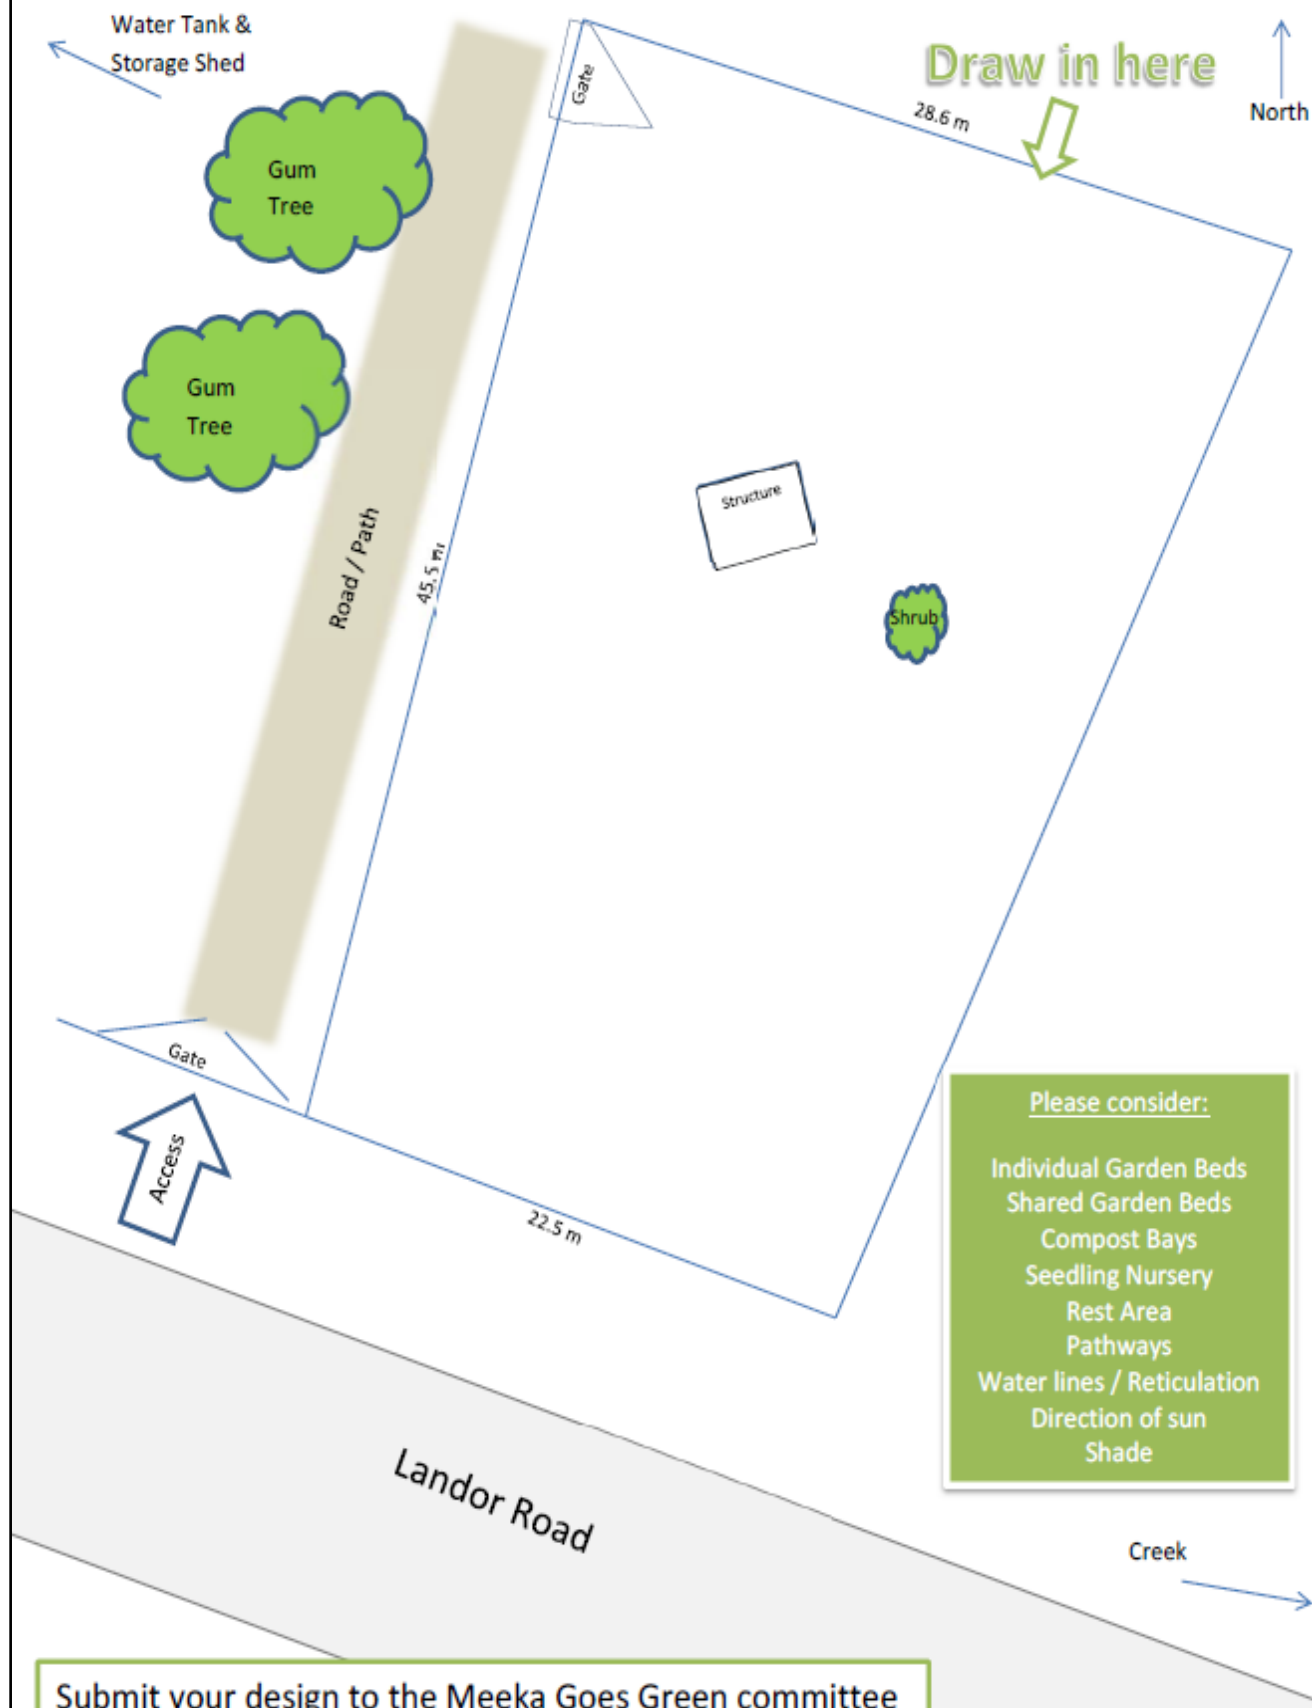 Water Tank &
Storage Shed
Draw in here
Gate
28.6 m
North
Gum
Tree
Gum
Tree
Structure
Road / Path
45.5 m
Shrub
Gate
Access
22.5 m
Please consider:
Individual Garden Beds
Shared Garden Beds
Compost Bays
Seedling Nursery
Rest Area
Pathways
Water lines / Reticulation
Direction of sun
Shade
Landor Road
Creek
Submit your design to the Meeka Goes Green committee